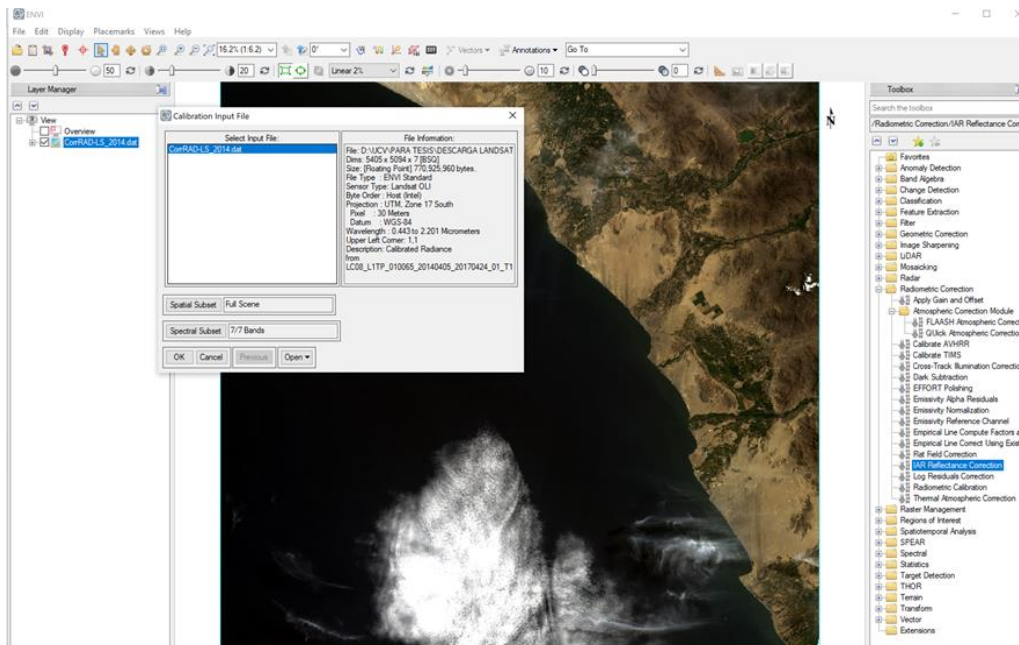 ENVI
File Edit Display Placemarks Views Help
16.2% (1:6.2) 0° Vectors Annotations Go To
50 20 Linear 2% 10 0
Layer Manager
View
Overview
CorrRAD-LS_2014.dat
Calibration Input File
Select Input File:
CorrRAD-LS_2014.dat
File Information:
File: D:\UCV\PARA TESIS\DESCARGA LANDSAT
Dims: 5405 x 5094 x 7 [BSQ]
Size: [Floating Point] 770,925,960 bytes.
File Type : ENVI Standard
Sensor Type: Landsat OLI
Byte Order : Host (Intel)
Projection : UTM, Zone 17 South
Pixel : 30 Meters
Datum : WGS-84
Wavelength : 0.443 to 2.201 Micrometers
Upper Left Corner: 1,1
Description: Calibrated Radiance
from
LC08_L1TP_010065_20140405_20170424_01_T1
Spatial Subset Full Scene
Spectral Subset 7/7 Bands
OK Cancel Previous Open
N
Toolbox
Search the toolbox
/Radiometric Correction/IAR Reflectance Cor
Favorites
Anomaly Detection
Band Algebra
Change Detection
Classification
Feature Extraction
Filter
Geometric Correction
Image Sharpening
LiDAR
Mosaicking
Radar
Radiometric Correction
Apply Gain and Offset
Atmospheric Correction Module
FLAASH Atmospheric Correc
QUick Atmospheric Correctio
Calibrate AVHRR
Calibrate TIMS
Cross-Track Illumination Correctio
Dark Subtraction
EFFORT Polishing
Emissivity Alpha Residuals
Emissivity Normalization
Emissivity Reference Channel
Empirical Line Compute Factors a
Empirical Line Correct Using Exis
Flat Field Correction
IAR Reflectance Correction
Log Residuals Correction
Radiometric Calibration
Thermal Atmospheric Correction
Raster Management
Regions of Interest
Spatiotemporal Analysis
SPEAR
Spectral
Statistics
Target Detection
THOR
Terrain
Transform
Vector
Extensions